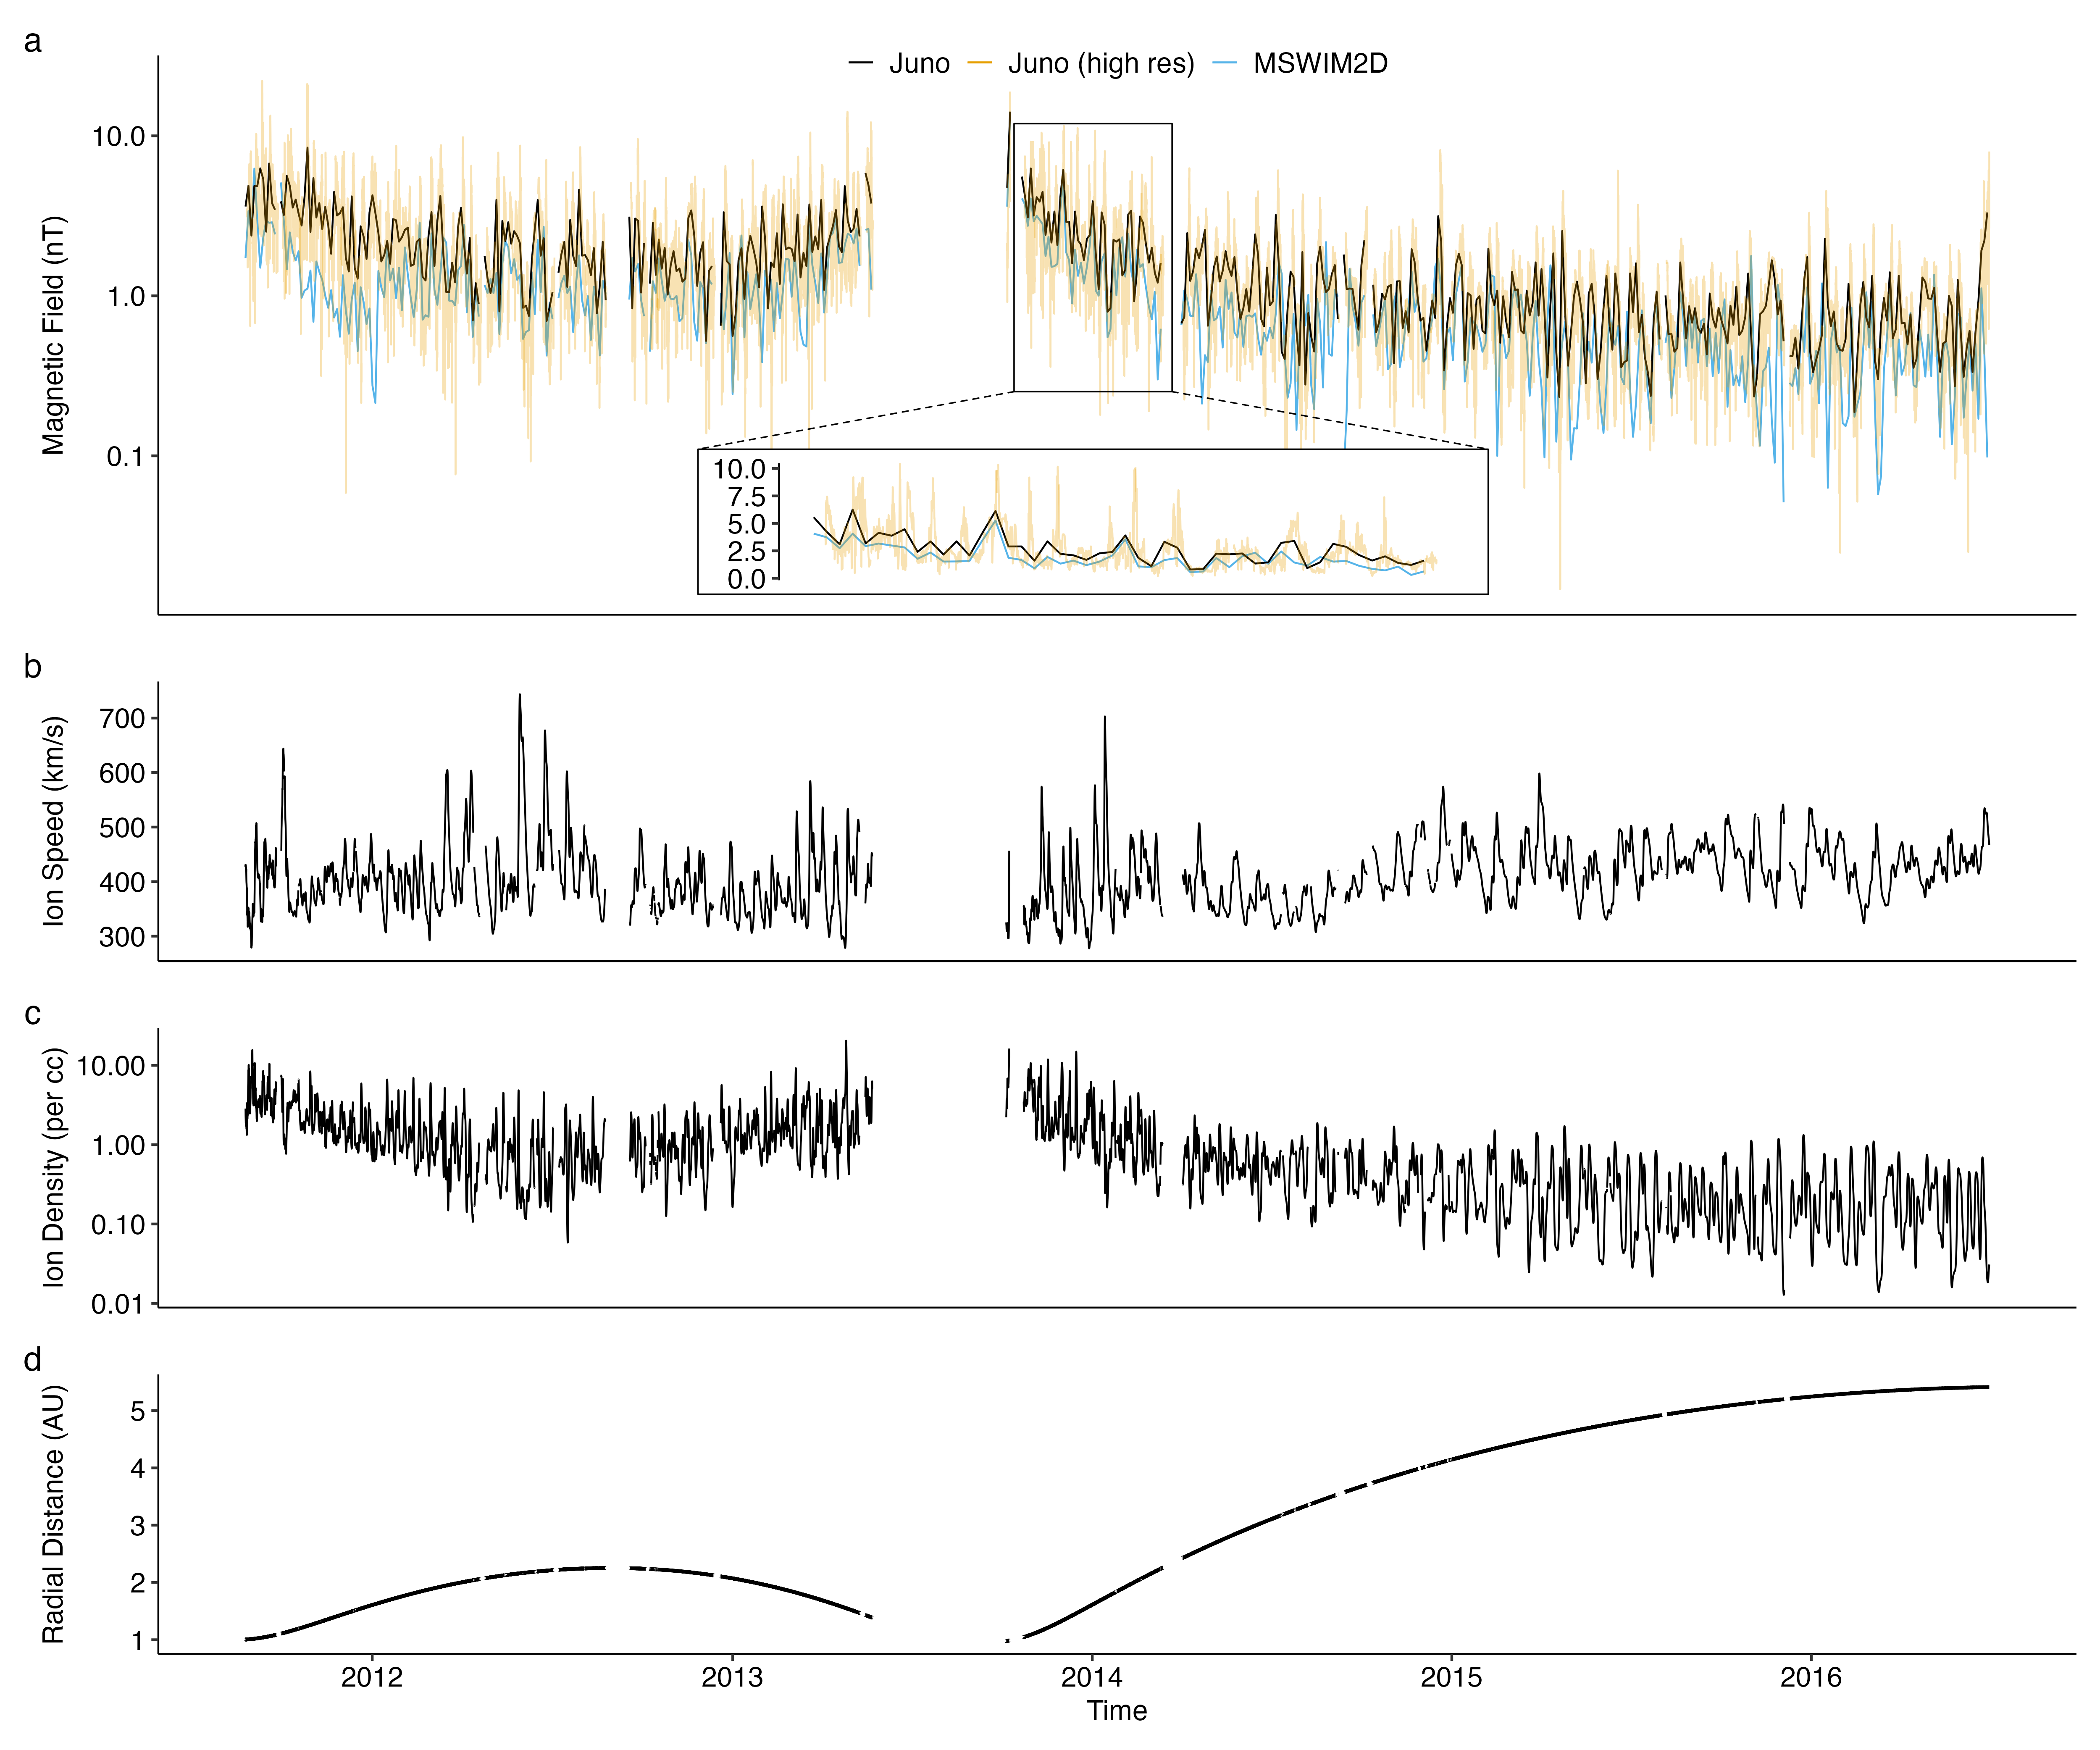 a
Juno Juno (high res) MSWIM2D
Magnetic Field (nT)
10.0
1.0
0.1
10.0
7.5
5.0
2.5
0.0
b
Ion Speed (km/s)
700
600
500
400
300
c
Ion Density (per cc)
10.00
1.00
0.10
0.01
d
Radial Distance (AU)
5
4
3
2
1
2012 2013 2014 2015 2016
Time